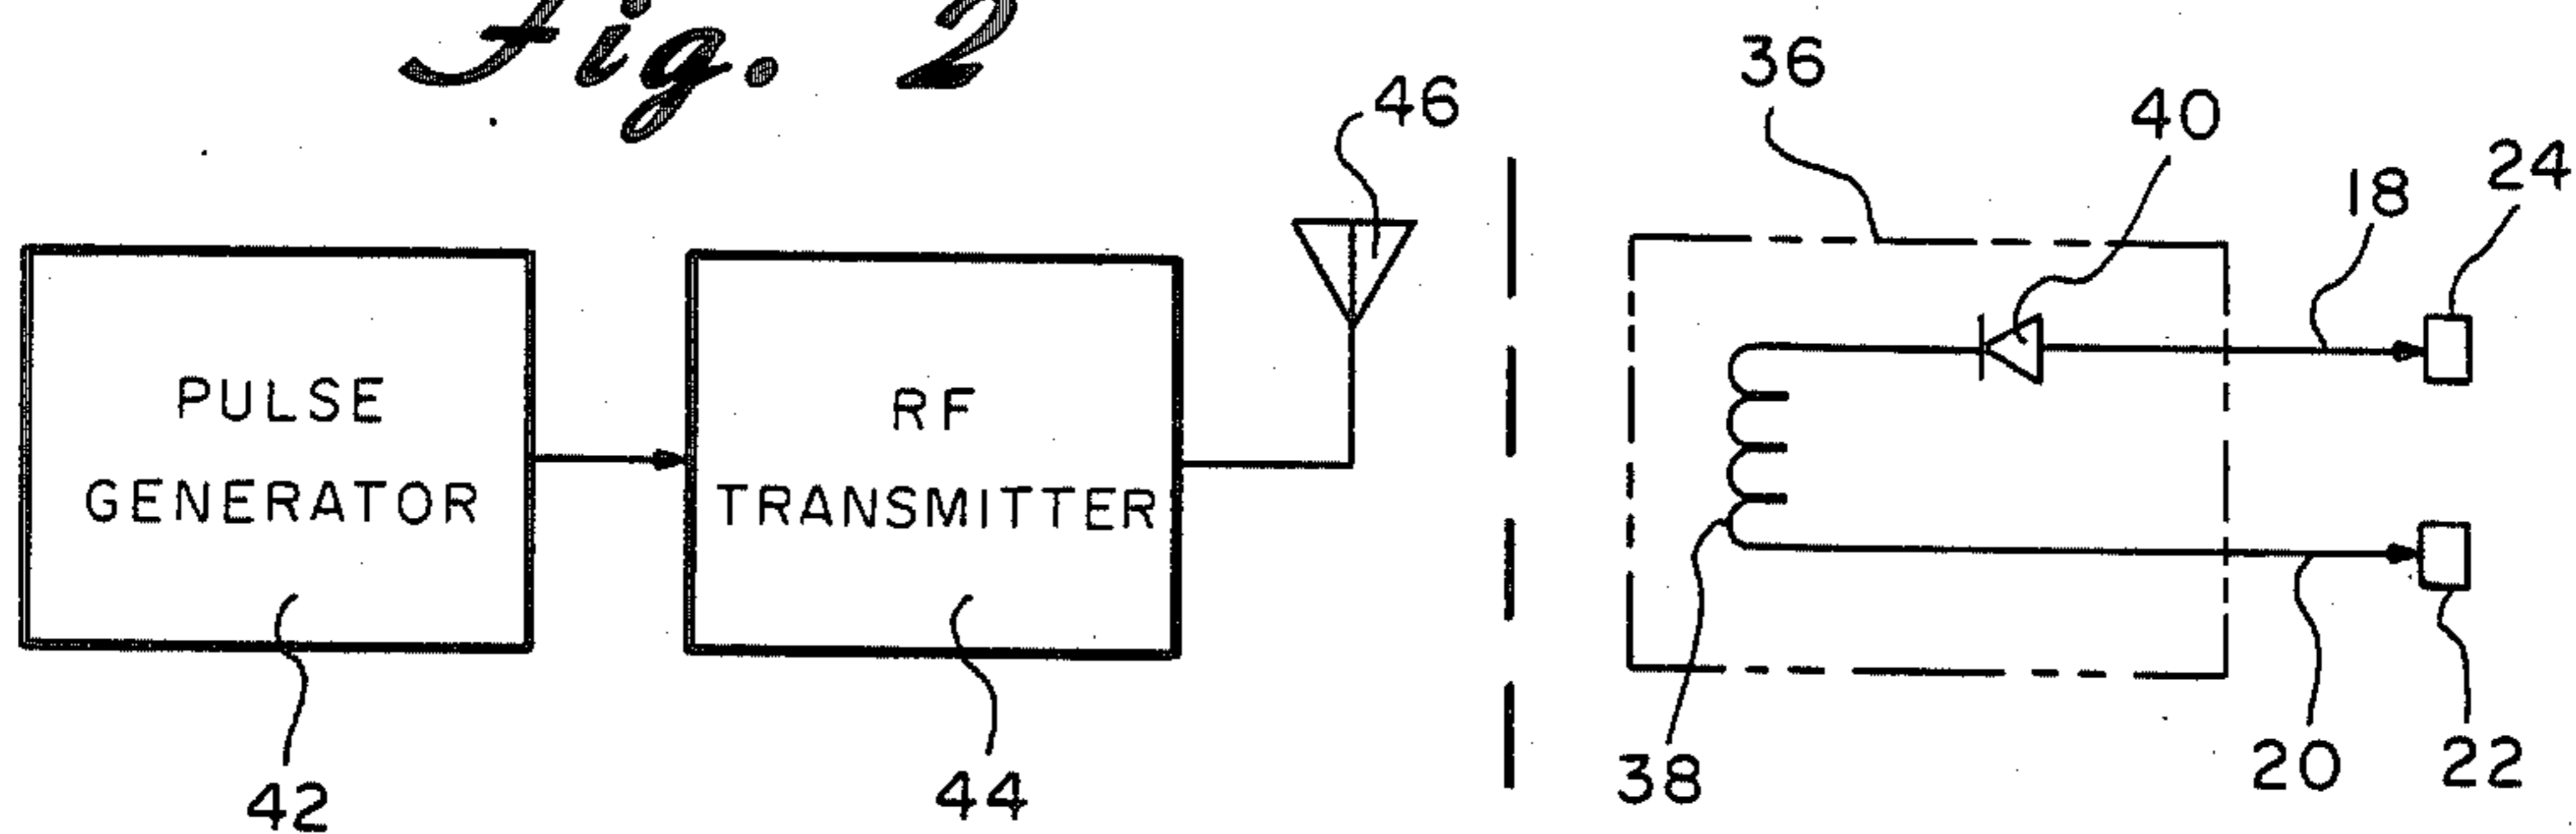 Fig. 2
36
46
40
18
24
PULSE
GENERATOR
RF
TRANSMITTER
42
44
38
20
22